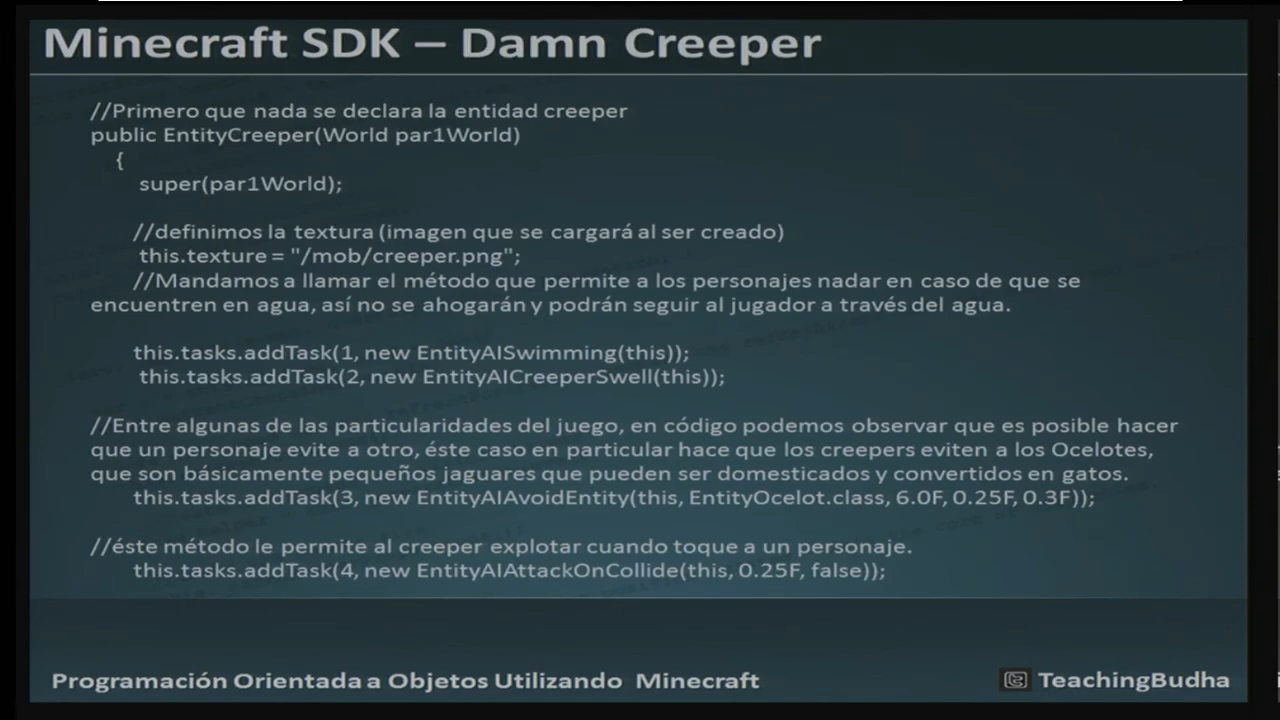 Minecraft SDK – Damn Creeper
//Primero que nada se declara la entidad creeper
public EntityCreeper(World par1World)
{
super(par1World);
//definimos la textura (imagen que se cargará al ser creado)
this.texture = "/mob/creeper.png";
//Mandamos a llamar el método que permite a los personajes nadar en caso de que se
encuentren en agua, así no se ahogarán y podrán seguir al jugador a través del agua.
this.tasks.addTask(1, new EntityAISwimming(this));
this.tasks.addTask(2, new EntityAICreeperSwell(this));
//Entre algunas de las particularidades del juego, en código podemos observar que es posible hacer
que un personaje evite a otro, éste caso en particular hace que los creepers eviten a los Ocelotes,
que son básicamente pequeños jaguares que pueden ser domesticados y convertidos en gatos.
this.tasks.addTask(3, new EntityAIAvoidEntity(this, EntityOcelot.class, 6.0F, 0.25F, 0.3F));
//éste método le permite al creeper explotar cuando toque a un personaje.
this.tasks.addTask(4, new EntityAIAttackOnCollide(this, 0.25F, false));
Programación Orientada a Objetos Utilizando Minecraft
TeachingBudha